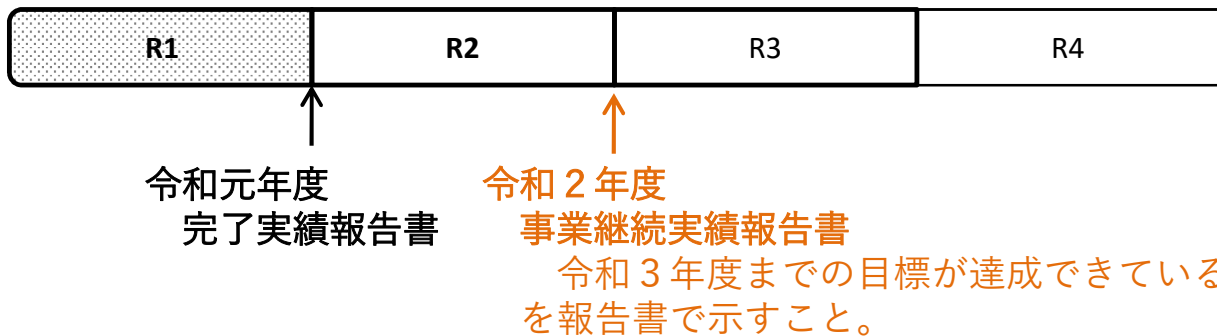 R1 R2 R3 R4
令和元年度
完了実績報告書
令和２年度
事業継続実績報告書
令和３年度までの目標が達成できている
を報告書で示すこと。